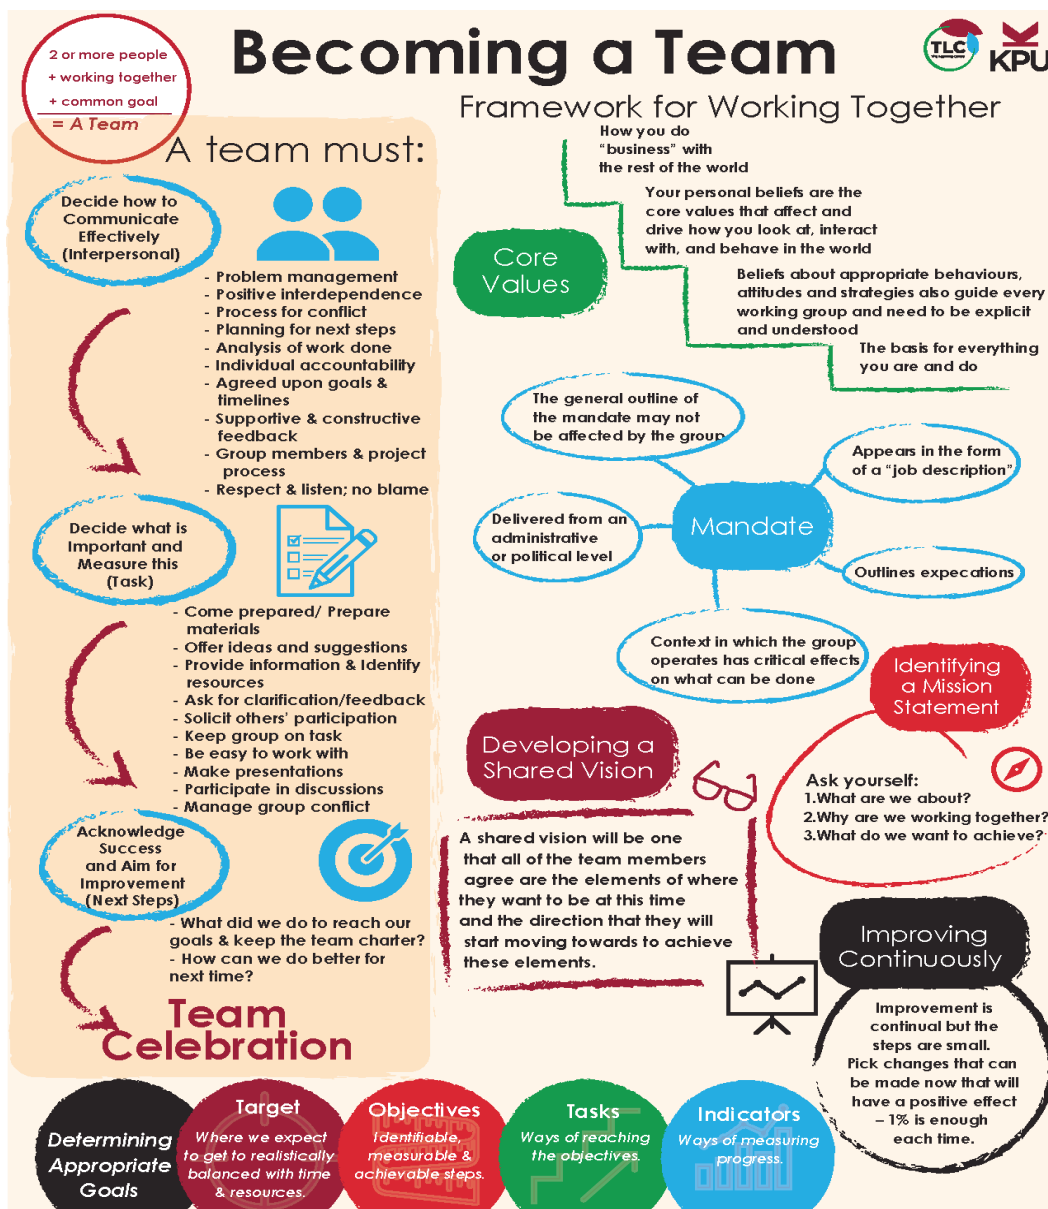 2 or more people
+ working together
+ common goal
= A Team
Becoming a Team
TLC
KPU
Framework for Working Together
A team must:
Decide how to
Communicate
Effectively
(Interpersonal)
- Problem management
- Positive interdependence
- Process for conflict
- Planning for next steps
- Analysis of work done
- Individual accountability
- Agreed upon goals &
timelines
- Supportive & constructive
feedback
- Group members & project
process
- Respect & listen; no blame
Decide what is
Important and
Measure this
(Task)
- Come prepared/ Prepare
materials
- Offer ideas and suggestions
- Provide information & Identify
resources
- Ask for clarification/feedback
- Solicit others' participation
- Keep group on task
- Be easy to work with
- Make presentations
- Participate in discussions
- Manage group conflict
Acknowledge
Success
and Aim for
Improvement
(Next Steps)
- What did we do to reach our
goals & keep the team charter?
- How can we do better for
next time?
Team
Celebration
Core
Values
How you do
"business" with
the rest of the world
Your personal beliefs are the
core values that affect and
drive how you look at, interact
with, and behave in the world
Beliefs about appropriate behaviours,
attitudes and strategies also guide every
working group and need to be explicit
and understood
The basis for everything
you are and do
Mandate
The general outline of
the mandate may not
be affected by the group
Appears in the form
of a "job description"
Delivered from an
administrative
or political level
Outlines expecations
Context in which the group
operates has critical effects
on what can be done
Identifying
a Mission
Statement
Ask yourself:
1.What are we about?
2.Why are we working together?
3.What do we want to achieve?
Developing a
Shared Vision
A shared vision will be one
that all of the team members
agree are the elements of where
they want to be at this time
and the direction that they will
start moving towards to achieve
these elements.
Improving
Continuously
Improvement is
continual but the
steps are small.
Pick changes that can
be made now that will
have a positive effect
– 1% is enough
each time.
Determining
Appropriate
Goals
Target
Where we expect
to get to realistically
balanced with time
& resources.
Objectives
Identifiable,
measurable &
achievable steps.
Tasks
Ways of reaching
the objectives.
Indicators
Ways of measuring
progress.